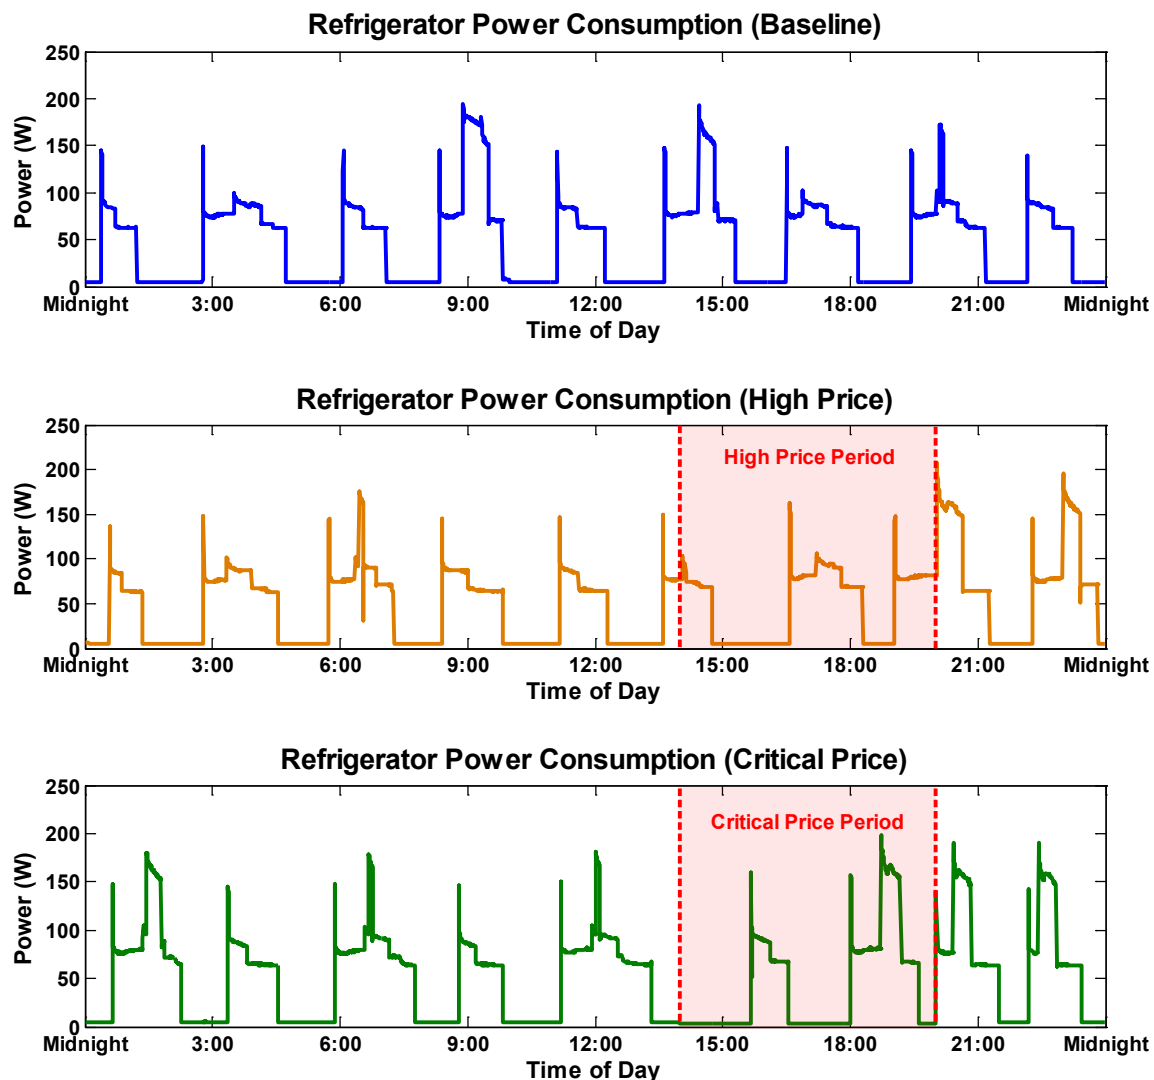 Refrigerator Power Consumption (Baseline)
250
200
150
100
50
0
Power (W)
Midnight 3:00 6:00 9:00 12:00 15:00 18:00 21:00 Midnight
Time of Day
Refrigerator Power Consumption (High Price)
250
200
150
100
50
0
Power (W)
High Price Period
Midnight 3:00 6:00 9:00 12:00 15:00 18:00 21:00 Midnight
Time of Day
Refrigerator Power Consumption (Critical Price)
250
200
150
100
50
0
Power (W)
Critical Price Period
Midnight 3:00 6:00 9:00 12:00 15:00 18:00 21:00 Midnight
Time of Day